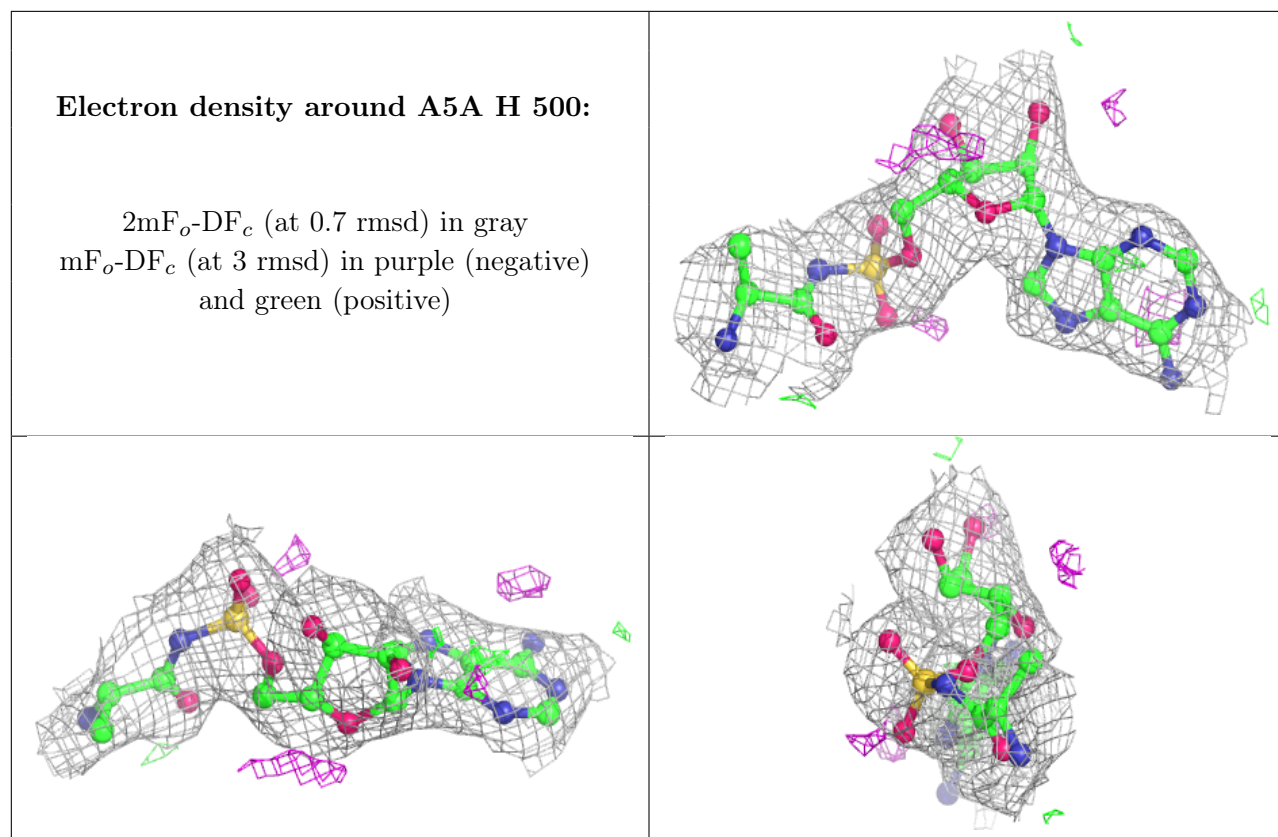 Electron density around A5A H 500:
2mFo-DFc (at 0.7 rmsd) in gray
mFo-DFc (at 3 rmsd) in purple (negative)
and green (positive)